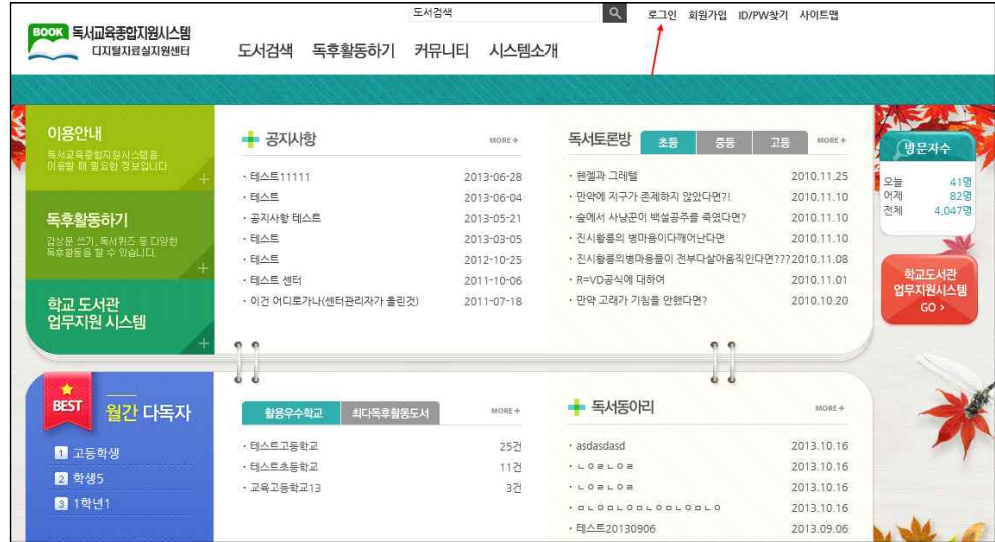 도서검색
로그인 회원가입 ID/PW찾기 사이트맵
BOOK 독서교육종합지원시스템
디지털자료실지원센터
도서검색 독후활동하기 커뮤니티 시스템소개
이용안내
독서교육종합지원시스템을
이용할 때 필요한 정보입니다
독후활동하기
감상문 쓰기, 독서퀴즈 등 다양한
독후활동을 할 수 있습니다.
학교 도서관
업무지원 시스템
공지사항 MORE +
· 테스트11111 2013-06-28
· 테스트 2013-06-04
· 공지사항 테스트 2013-05-21
· 테스트 2013-03-05
· 테스트 2012-10-25
· 테스트 센터 2011-10-06
· 이건 어디로가나(센터관리자가 올린것) 2011-07-18
독서토론방 초등 중등 고등 MORE +
· 헨젤과 그레텔 2010.11.25
· 만약에 지구가 존재하지 않았다면?! 2010.11.10
· 숲에서 사냥꾼이 백설공주를 죽였다면? 2010.11.10
· 진시황릉의 병마용이다깨어난다면 2010.11.10
· 진시황릉의병마용들이 전부다살아움직인다면???2010.11.08
· R=VD공식에 대하여 2010.11.01
· 만약 고래가 기침을 안했다면? 2010.10.20
방문자수
오늘 41명
어제 82명
전체 4,047명
학교도서관
업무지원시스템
GO ›
BEST 월간 다독자
1 고등학생
2 학생5
3 1학년1
활용우수학교 최다독후활동도서 MORE +
· 테스트고등학교 25건
· 테스트초등학교 11건
· 교육고등학교13 3건
독서동아리 MORE +
· asdasdasd 2013.10.16
· ㄴㅇㄹㄴㅇㄹ 2013.10.16
· ㄴㅇㄹㄴㅇㄹ 2013.10.16
· ㅁㄴㅇㅁㄴㅇㅁㄴㅇㅁㄴㅇㅁㄴㅇ 2013.10.16
· 테스트20130906 2013.09.06